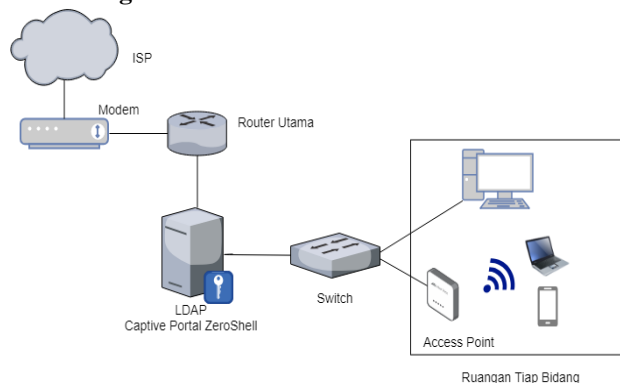 ISP
Modem
Router Utama
LDAP
Captive Portal ZeroShell
Switch
Access Point
Ruangan Tiap Bidang